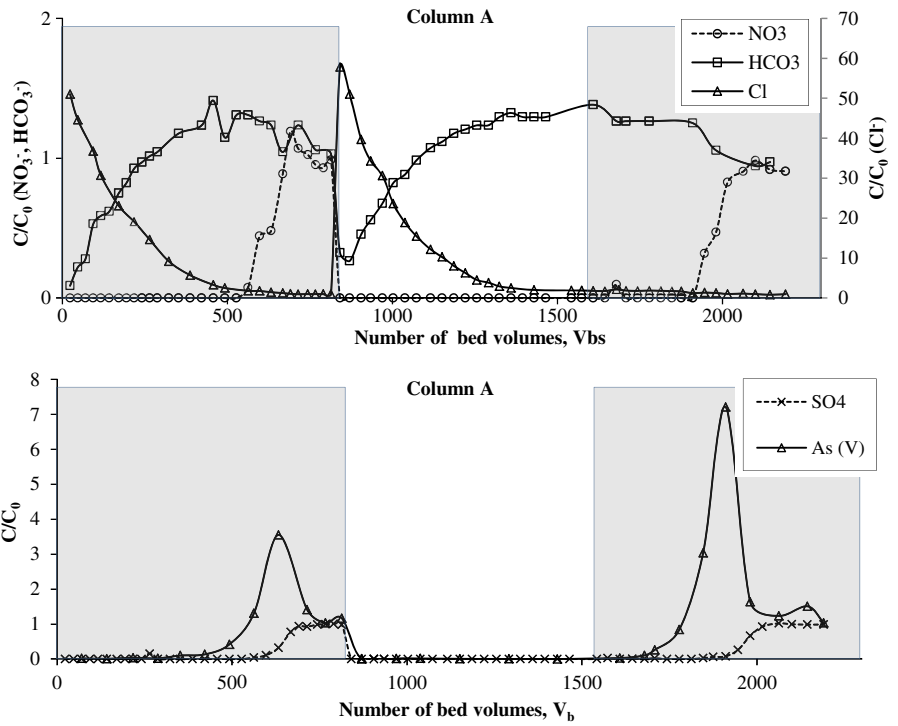 Column A
2
1
0
C/C₀ (NO₃⁻, HCO₃⁻)
70
60
50
40
30
20
10
0
C/C₀ (Cl⁻)
NO3
HCO3
Cl
0 500 1000 1500 2000
Number of bed volumes, Vbs
Column A
8
7
6
5
4
3
2
1
0
C/C₀
SO4
As (V)
0 500 1000 1500 2000
Number of bed volumes, V_b